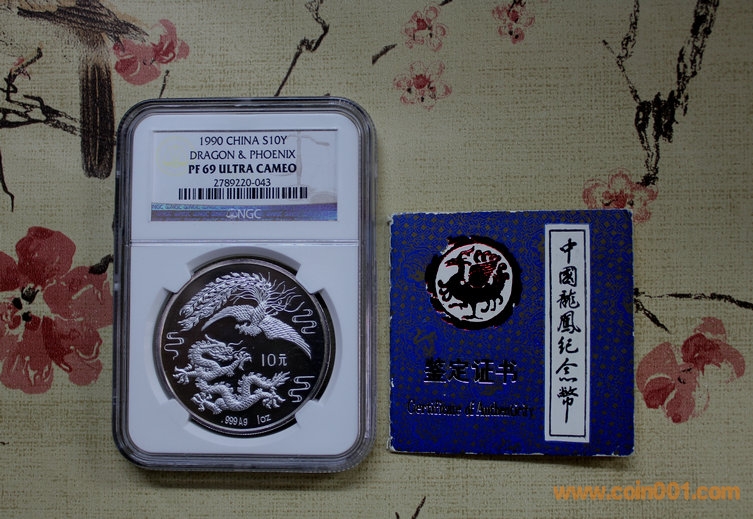 1990 CHINA S10Y
DRAGON & PHOENIX
PF 69 ULTRA CAMEO
2789220-043
NGC
10元
.999Ag 1oz
中國龍鳳纪念幣
鉴定证书
Certificate of Authenticity
www.coin001.com